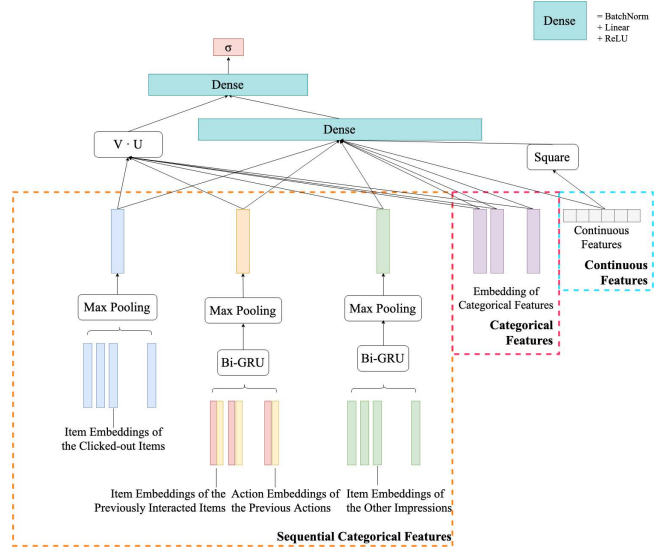 Dense
= BatchNorm
+ Linear
+ ReLU
σ
Dense
Dense
V · U
Square
Continuous
Features
Continuous
Features
Embedding of
Categorical Features
Categorical
Features
Max Pooling
Max Pooling
Max Pooling
Bi-GRU
Bi-GRU
Item Embeddings of
the Clicked-out Items
Item Embeddings of the
Previously Interacted Items
Action Embeddings of
the Previous Actions
Item Embeddings of
the Other Impressions
Sequential Categorical Features